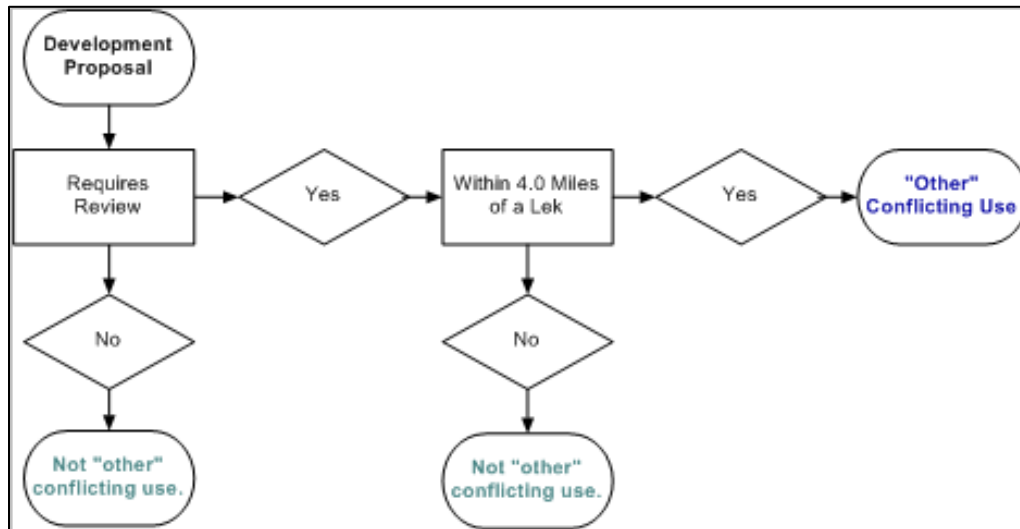 Development
Proposal
Requires
Review
Yes
Within 4.0 Miles
of a Lek
Yes
"Other"
Conflicting Use
No
No
Not "other"
conflicting use.
Not "other"
conflicting use.